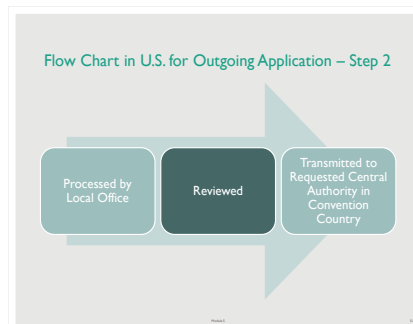 Flow Chart in U.S. for Outgoing Application – Step 2
Processed by
Local Office
Reviewed
Transmitted to
Requested Central
Authority in
Convention
Country